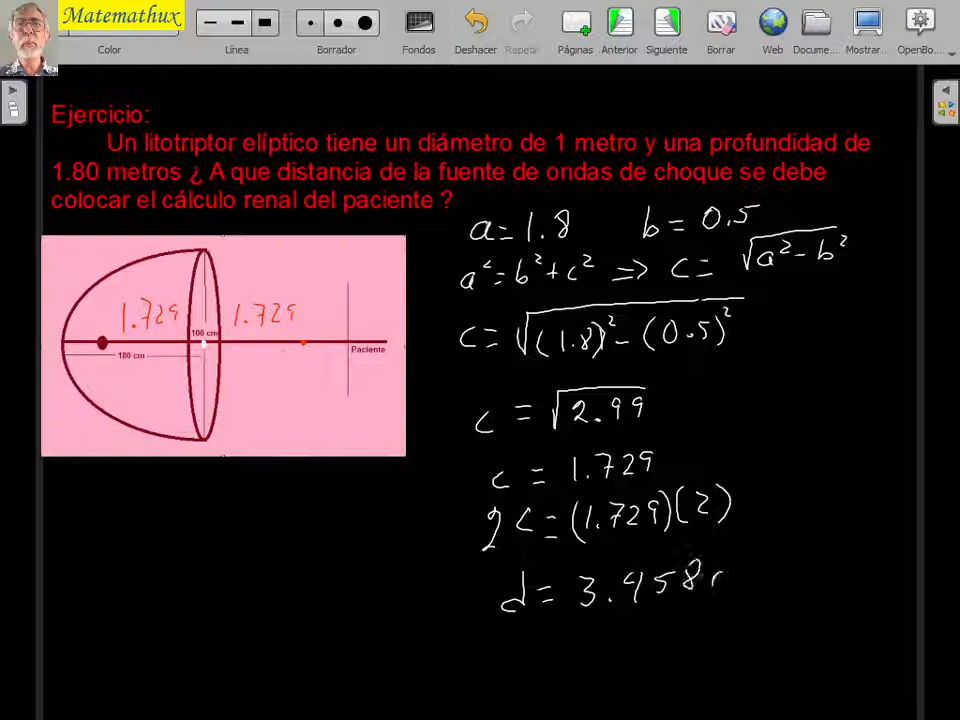 Matemathux
Color
Línea
Borrador
Fondos
Deshacer
Repetir
Páginas
Anterior
Siguiente
Borrar
Web
Docume...
Mostrar...
OpenBo...
Ejercicio:
Un litotriptor elíptico tiene un diámetro de 1 metro y una profundidad de
1.80 metros ¿ A que distancia de la fuente de ondas de choque se debe
colocar el cálculo renal del paciente ?
a=1.8 b=0.5
a²=b²+c² => c= √a²-b²
1.729 1.729
100 cm
180 cm
Paciente
c=√(1.8)²-(0.5)²
c=√2.99
c=1.729
2c=(1.729)(2)
d=3.458